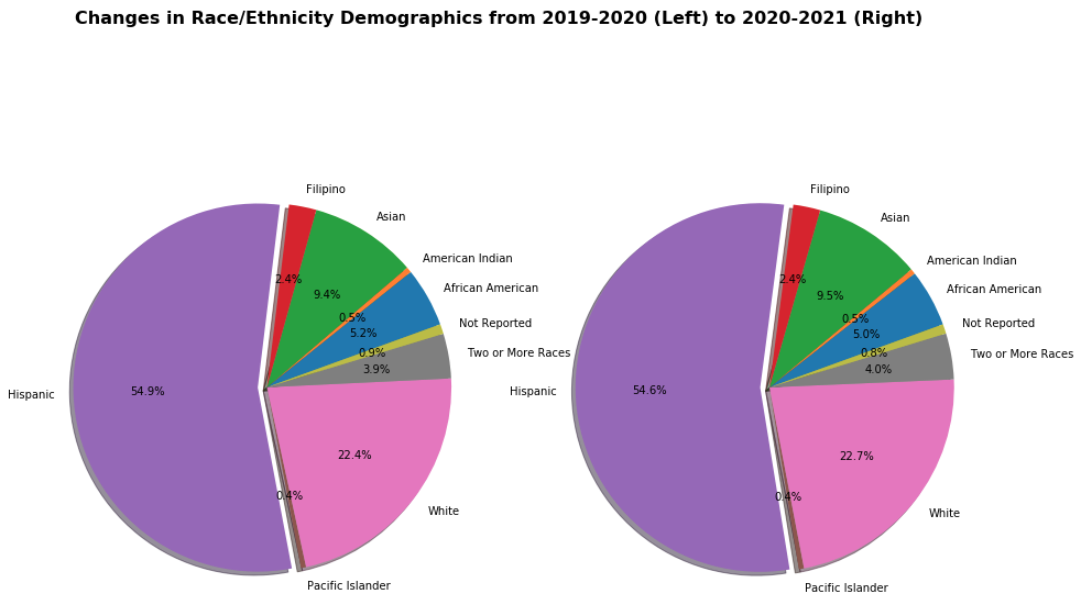 Changes in Race/Ethnicity Demographics from 2019-2020 (Left) to 2020-2021 (Right)
Filipino
Asian
American Indian
African American
Not Reported
Two or More Races
Hispanic
White
Pacific Islander
2.4%
9.4%
0.5%
5.2%
0.9%
3.9%
54.9%
22.4%
0.4%
Filipino
Asian
American Indian
African American
Not Reported
Two or More Races
Hispanic
White
Pacific Islander
2.4%
9.5%
0.5%
5.0%
0.8%
4.0%
54.6%
22.7%
0.4%